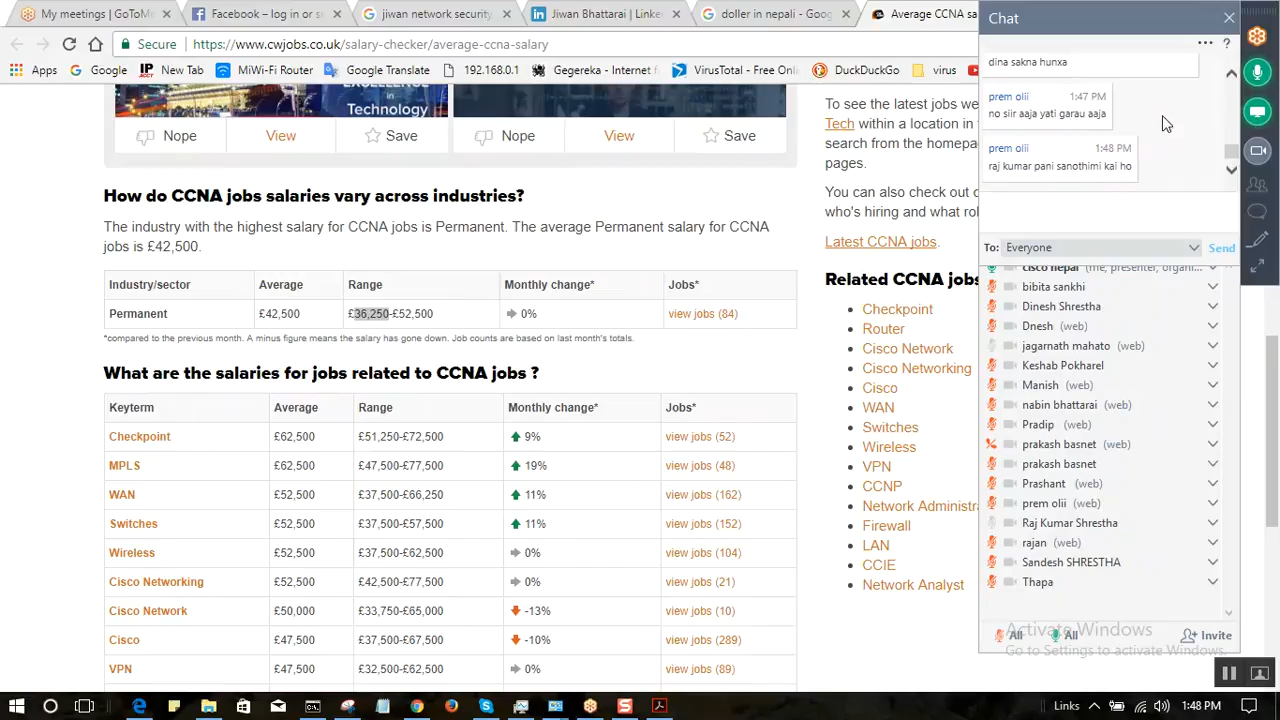 My meetings | GoToMe
Facebook – log in or s
jiwan network security
Jiwan Bhattarai | Linke
doller in nepali - Goog
Average CCNA sa
Secure
https://www.cwjobs.co.uk/salary-checker/average-ccna-salary
Apps
Google
New Tab
MiWi-Router
Google Translate
192.168.0.1
Gegereka - Internet f
VirusTotal - Free Onl
DuckDuckGo
virus
EXCELLENCE IN
Technology
Nope
View
Save
Nope
View
Save
How do CCNA jobs salaries vary across industries?
The industry with the highest salary for CCNA jobs is Permanent. The average Permanent salary for CCNA
jobs is £42,500.
Industry/sector Average Range Monthly change* Jobs*
Permanent £42,500 £36,250-£52,500 0% view jobs (84)
*compared to the previous month. A minus figure means the salary has gone down. Job counts are based on last month's totals.
What are the salaries for jobs related to CCNA jobs ?
Keyterm Average Range Monthly change* Jobs*
Checkpoint £62,500 £51,250-£72,500 9% view jobs (52)
MPLS £62,500 £47,500-£77,500 19% view jobs (48)
WAN £52,500 £37,500-£66,250 11% view jobs (162)
Switches £52,500 £37,500-£57,500 11% view jobs (152)
Wireless £52,500 £37,500-£62,500 0% view jobs (104)
Cisco Networking £52,500 £42,500-£77,500 0% view jobs (21)
Cisco Network £50,000 £33,750-£65,000 -13% view jobs (10)
Cisco £47,500 £37,500-£67,500 -10% view jobs (289)
VPN £47,500 £32,500-£62,500 0% view jobs (89)
To see the latest jobs we
Tech within a location in
search from the homepa
pages.
You can also check out
who's hiring and what rol
Latest CCNA jobs.
Related CCNA jobs
Checkpoint
Router
Cisco Network
Cisco Networking
Cisco
WAN
Switches
Wireless
VPN
CCNP
Network Administra
Firewall
LAN
CCIE
Network Analyst
Chat
dina sakna hunxa
prem olii 1:47 PM
no siir aaja yati garau aaja
prem olii 1:48 PM
raj kumar pani sanothimi kai ho
To: Everyone
Send
cisco nepal (me, presenter, organi...
bibita sankhi
Dinesh Shrestha
Dnesh (web)
jagarnath mahato (web)
Keshab Pokharel
Manish (web)
nabin bhattarai (web)
Pradip (web)
prakash basnet (web)
prakash basnet
Prashant (web)
prem olii (web)
Raj Kumar Shrestha
rajan (web)
Sandesh SHRESTHA
Thapa
All
All
Invite
Activate Windows
Go to Settings to activate Windows.
Links
1:48 PM